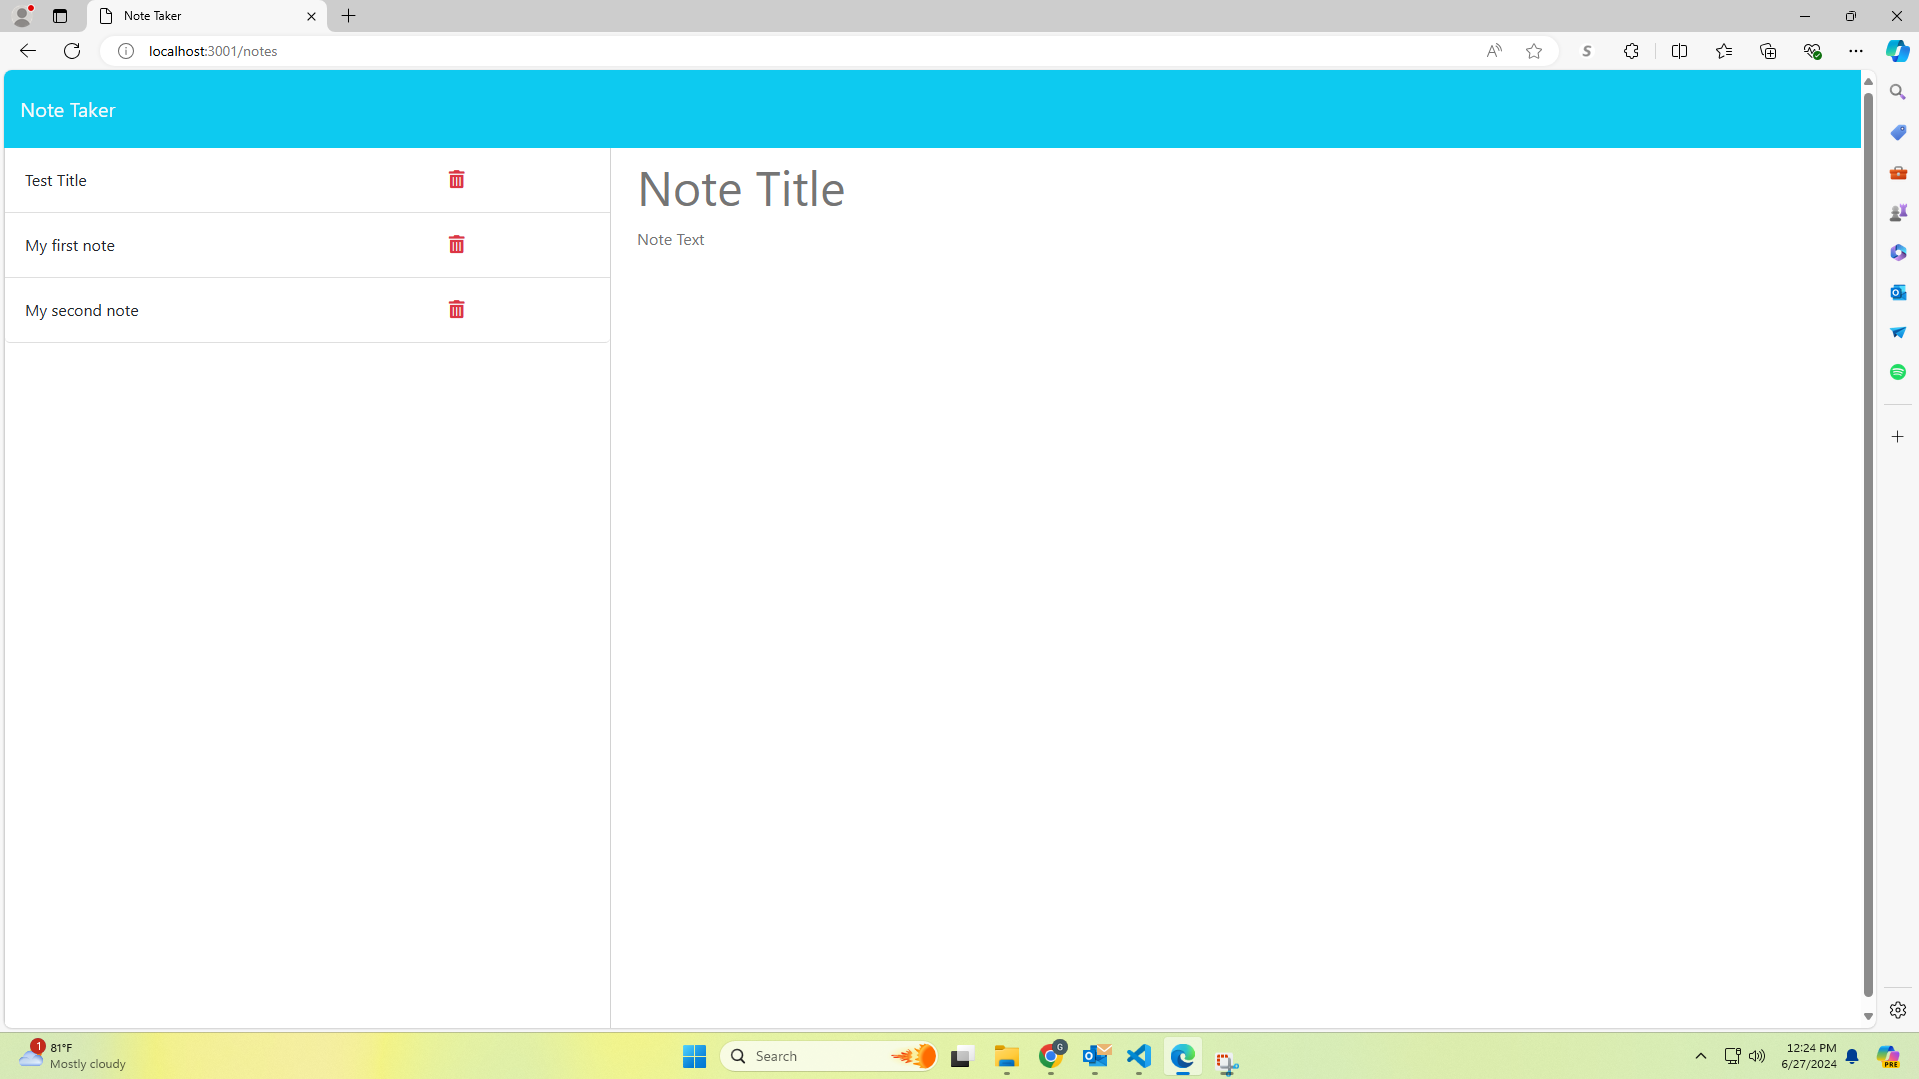 Note Taker
localhost:3001/notes
Note Taker
Test Title
My first note
My second note
Note Title
Note Text
1
81°F
Mostly cloudy
Search
G
12:24 PM
6/27/2024
PRE